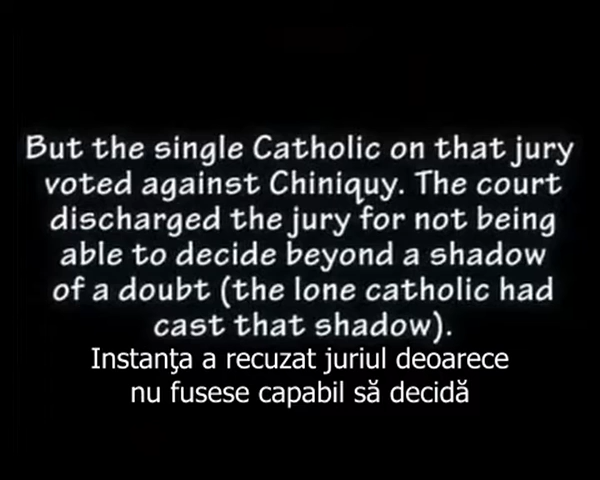 But the single Catholic on that jury
voted against Chiniquy. The court
discharged the jury for not being
able to decide beyond a shadow
of a doubt (the lone catholic had
cast that shadow).
Instanţa a recuzat juriul deoarece
nu fusese capabil să decidă